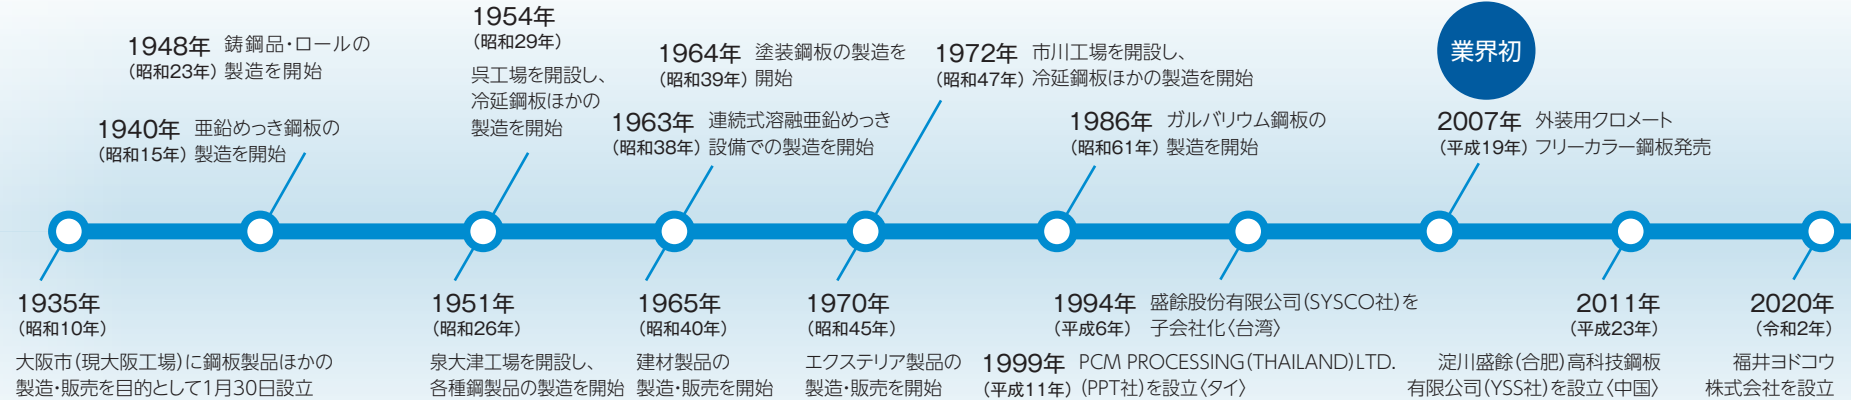 1948年 鋳鋼品・ロールの
(昭和23年) 製造を開始
1940年 亜鉛めっき鋼板の
(昭和15年) 製造を開始
1954年
(昭和29年)
呉工場を開設し、
冷延鋼板ほかの
製造を開始
1964年 塗装鋼板の製造を
(昭和39年) 開始
1963年 連続式溶融亜鉛めっき
(昭和38年) 設備での製造を開始
1972年 市川工場を開設し、
(昭和47年) 冷延鋼板ほかの製造を開始
1986年 ガルバリウム鋼板の
(昭和61年) 製造を開始
業界初
2007年 外装用クロメート
(平成19年) フリーカラー鋼板発売
1935年
(昭和10年)
大阪市(現大阪工場)に鋼板製品ほかの
製造・販売を目的として1月30日設立
1951年
(昭和26年)
泉大津工場を開設し、
各種鋼製品の製造を開始
1965年
(昭和40年)
建材製品の
製造・販売を開始
1970年
(昭和45年)
エクステリア製品の
製造・販売を開始
1994年 盛餘股份有限公司(SYSCO社)を
(平成6年) 子会社化〈台湾〉
1999年 PCM PROCESSING(THAILAND)LTD.
(平成11年) (PPT社)を設立〈タイ〉
2011年
(平成23年)
淀川盛餘(合肥)高科技鋼板
有限公司(YSS社)を設立〈中国〉
2020年
(令和2年)
福井ヨドコウ
株式会社を設立